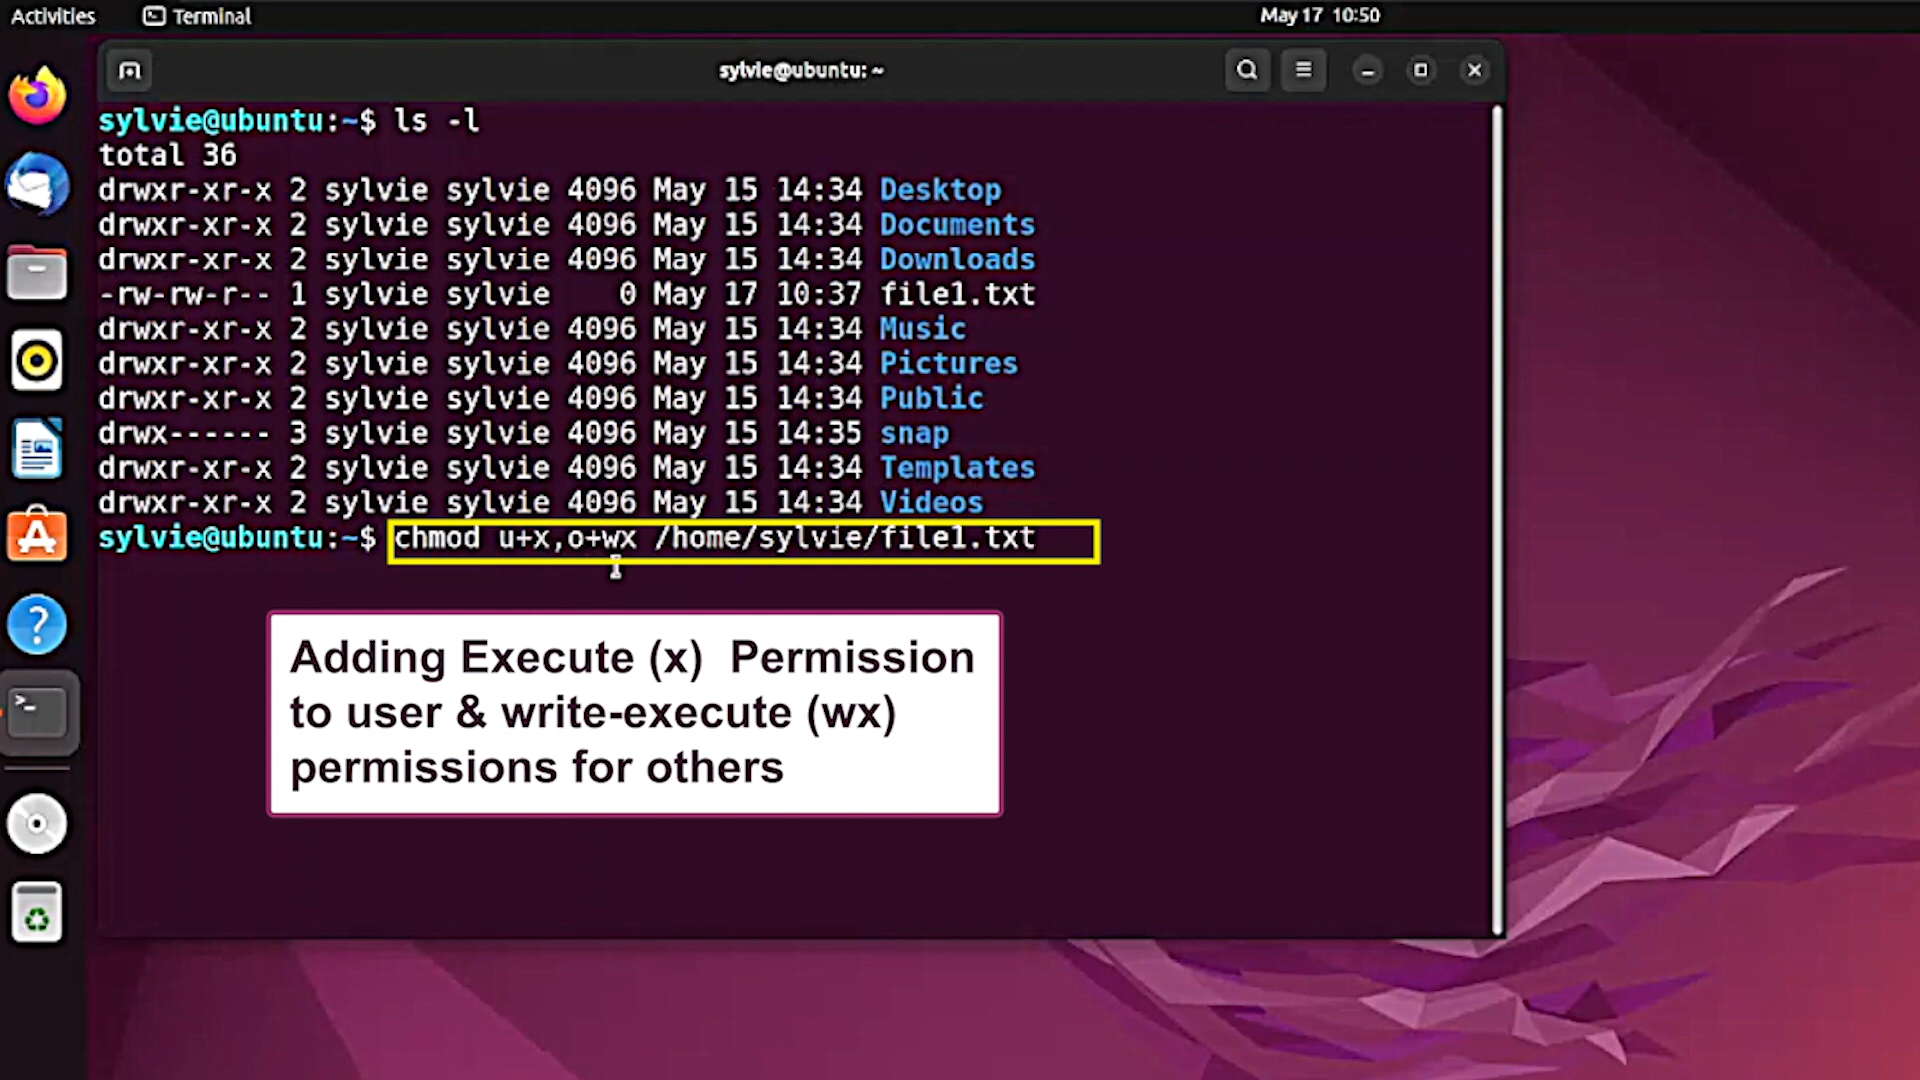 Activities Terminal May 17 10:50
sylvie@ubuntu: ~
sylvie@ubuntu:~$ ls -l
total 36
drwxr-xr-x 2 sylvie sylvie 4096 May 15 14:34 Desktop
drwxr-xr-x 2 sylvie sylvie 4096 May 15 14:34 Documents
drwxr-xr-x 2 sylvie sylvie 4096 May 15 14:34 Downloads
-rw-rw-r-- 1 sylvie sylvie    0 May 17 10:37 file1.txt
drwxr-xr-x 2 sylvie sylvie 4096 May 15 14:34 Music
drwxr-xr-x 2 sylvie sylvie 4096 May 15 14:34 Pictures
drwxr-xr-x 2 sylvie sylvie 4096 May 15 14:34 Public
drwx------ 3 sylvie sylvie 4096 May 15 14:35 snap
drwxr-xr-x 2 sylvie sylvie 4096 May 15 14:34 Templates
drwxr-xr-x 2 sylvie sylvie 4096 May 15 14:34 Videos
sylvie@ubuntu:~$ chmod u+x,o+wx /home/sylvie/file1.txt
Adding Execute (x)  Permission
to user & write-execute (wx)
permissions for others